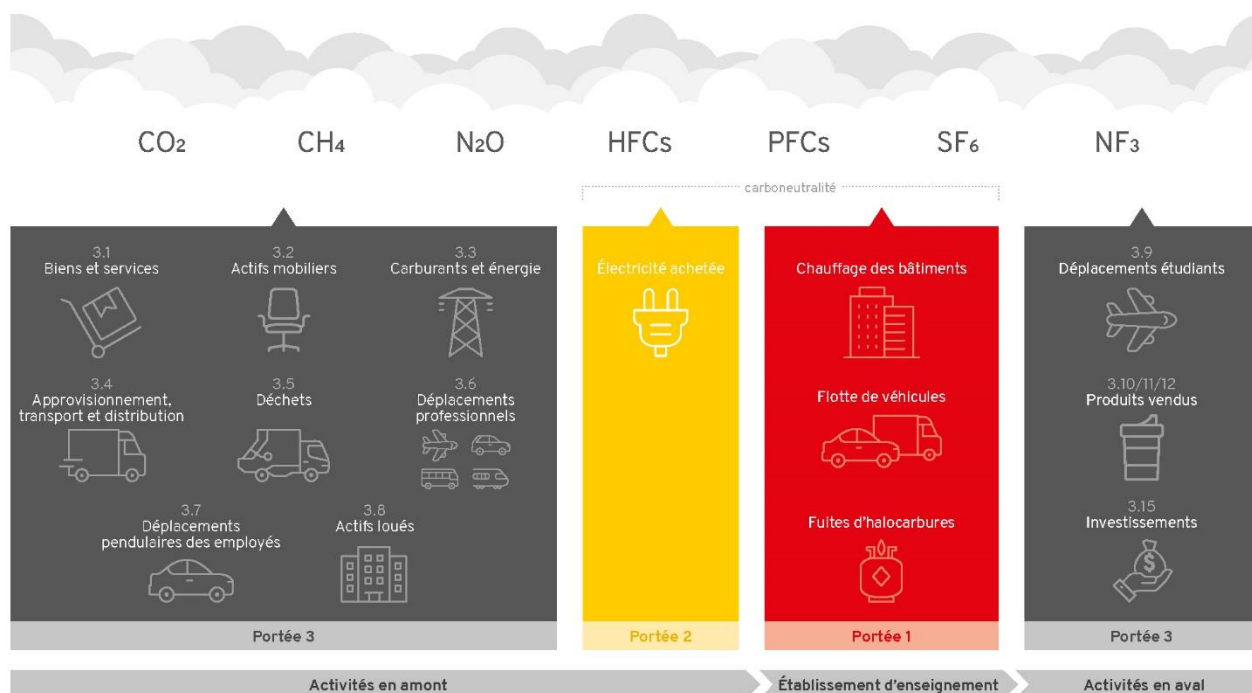 CO₂ CH₄ N₂O HFCs PFCs SF₆ NF₃
carboneutralité
3.1
Biens et services
3.2
Actifs mobiliers
3.3
Carburants et énergie
3.4
Approvisionnement,
transport et distribution
3.5
Déchets
3.6
Déplacements
professionnels
3.7
Déplacements
pendulaires des employés
3.8
Actifs loués
Portée 3
Électricité achetée
Portée 2
Chauffage des bâtiments
Flotte de véhicules
Fuites d'halocarbures
Portée 1
3.9
Déplacements étudiants
3.10/11/12
Produits vendus
3.15
Investissements
$
Portée 3
Activités en amont
Établissement d'enseignement
Activités en aval